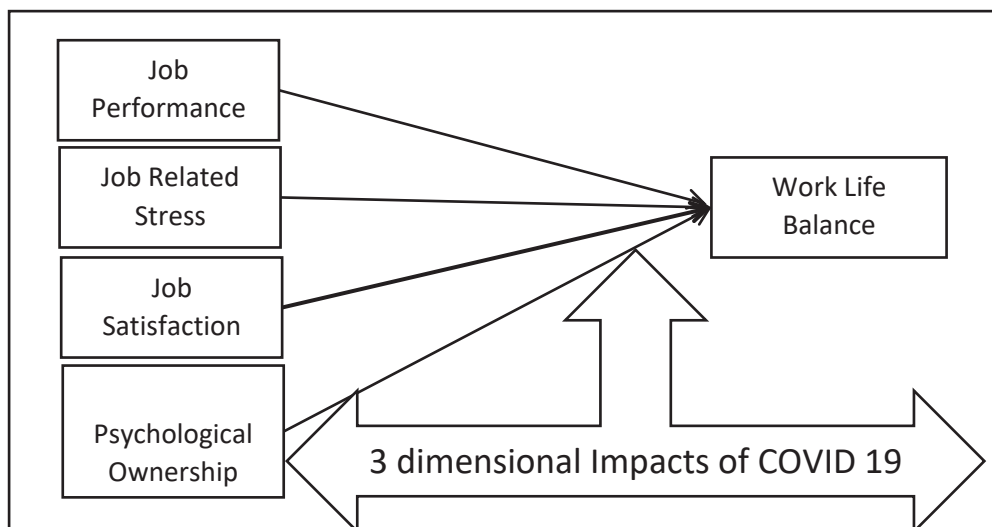 Job
Performance
Job Related
Stress
Job
Satisfaction
Psychological
Ownership
Work Life
Balance
3 dimensional Impacts of COVID 19